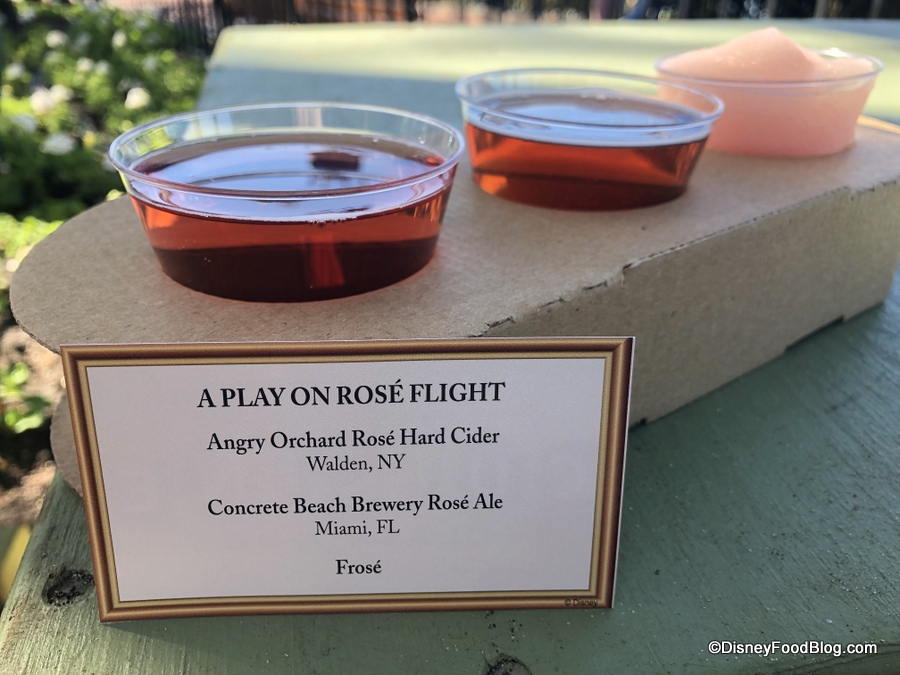 A PLAY ON ROSÉ FLIGHT
Angry Orchard Rosé Hard Cider
Walden, NY
Concrete Beach Brewery Rosé Ale
Miami, FL
Frosé
© Disney
©DisneyFoodBlog.com